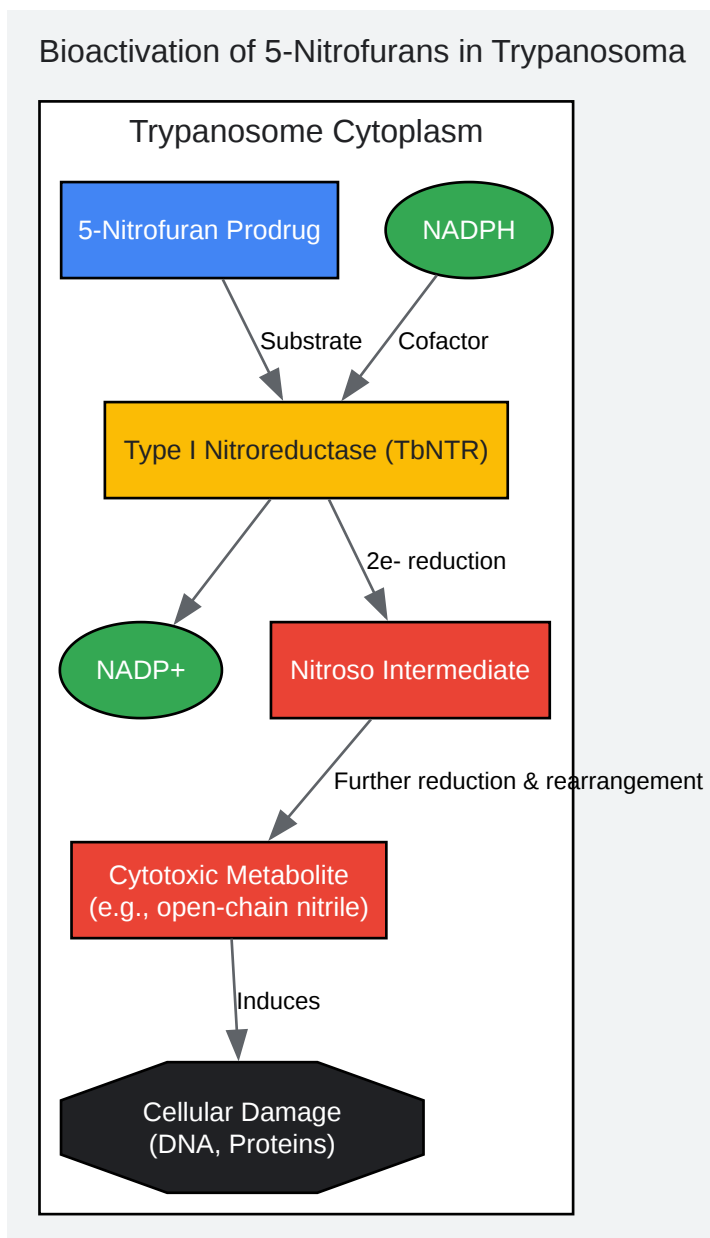 Bioactivation of 5-Nitrofurans in Trypanosoma
Trypanosome Cytoplasm
5-Nitrofuran Prodrug
NADPH
Substrate
Cofactor
Type I Nitroreductase (TbNTR)
2e- reduction
NADP+
Nitroso Intermediate
Further reduction & rearrangement
Cytotoxic Metabolite
(e.g., open-chain nitrile)
Induces
Cellular Damage
(DNA, Proteins)